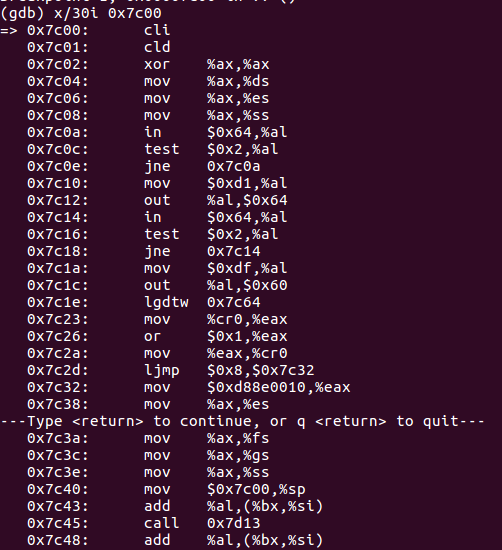 (gdb) x/30i 0x7c00
=> 0x7c00: cli
0x7c01: cld
0x7c02: xor %ax,%ax
0x7c04: mov %ax,%ds
0x7c06: mov %ax,%es
0x7c08: mov %ax,%ss
0x7c0a: in $0x64,%al
0x7c0c: test $0x2,%al
0x7c0e: jne 0x7c0a
0x7c10: mov $0xd1,%al
0x7c12: out %al,$0x64
0x7c14: in $0x64,%al
0x7c16: test $0x2,%al
0x7c18: jne 0x7c14
0x7c1a: mov $0xdf,%al
0x7c1c: out %al,$0x60
0x7c1e: lgdtw 0x7c64
0x7c23: mov %cr0,%eax
0x7c26: or $0x1,%eax
0x7c2a: mov %eax,%cr0
0x7c2d: ljmp $0x8,$0x7c32
0x7c32: mov $0xd88e0010,%eax
0x7c38: mov %ax,%es
---Type <return> to continue, or q <return> to quit---
0x7c3a: mov %ax,%fs
0x7c3c: mov %ax,%gs
0x7c3e: mov %ax,%ss
0x7c40: mov $0x7c00,%sp
0x7c43: add %al,(%bx,%si)
0x7c45: call 0x7d13
0x7c48: add %al,(%bx,%si)